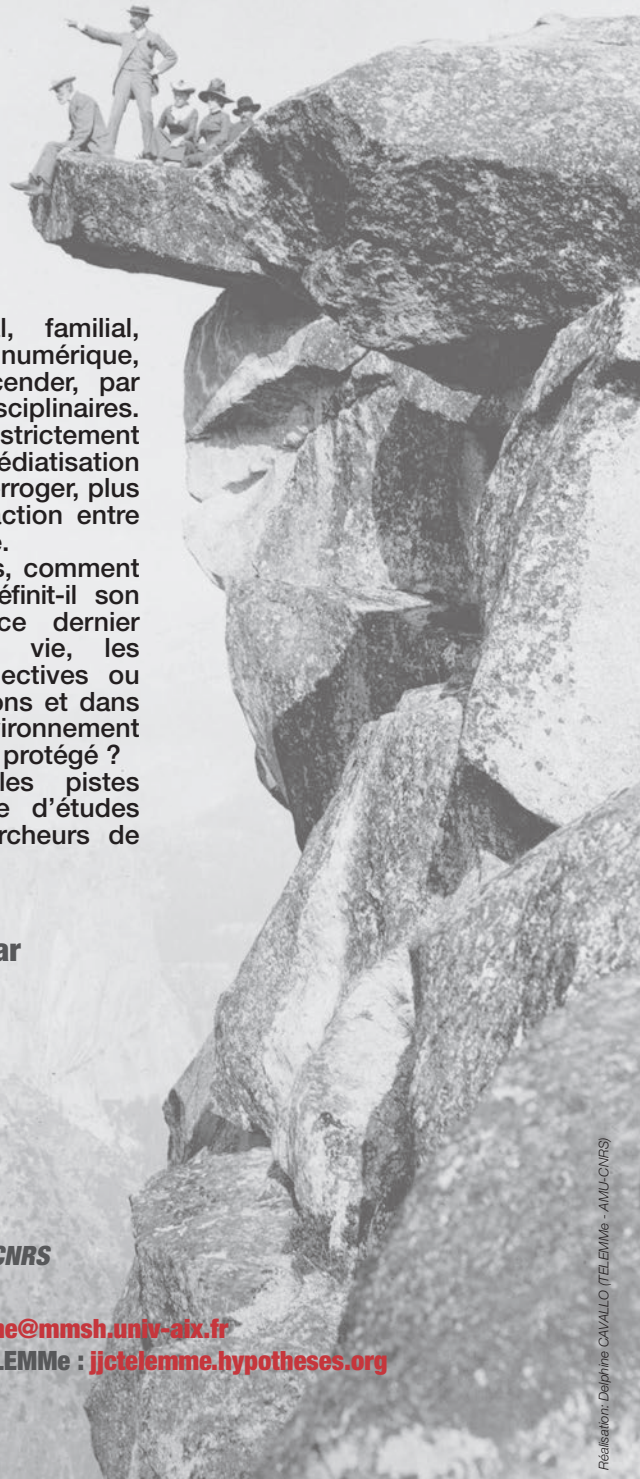 l, familial,
numérique,
cender, par
sciplinaires.
strictement
édiatisation
rroger, plus
action entre
e.
s, comment
éfinit-il son
ce dernier
vie, les
ectives ou
ons et dans
vironnement
protégé ?
les pistes
e d'études
rcheurs de
ar
CNRS
ne@mmsh.univ-aix.fr
LEMMe : jjctelemme.hypotheses.org
Réalisation: Delphine CAVALLO (TELEMMe - AMU-CNRS)